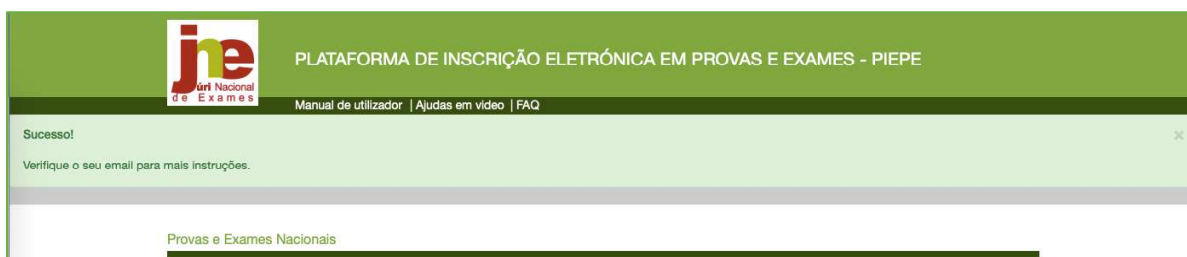 jne
Júri Nacional
de Exames
PLATAFORMA DE INSCRIÇÃO ELETRÓNICA EM PROVAS E EXAMES - PIEPE
Manual de utilizador | Ajudas em video | FAQ
Sucesso!
Verifique o seu email para mais instruções.
Provas e Exames Nacionais